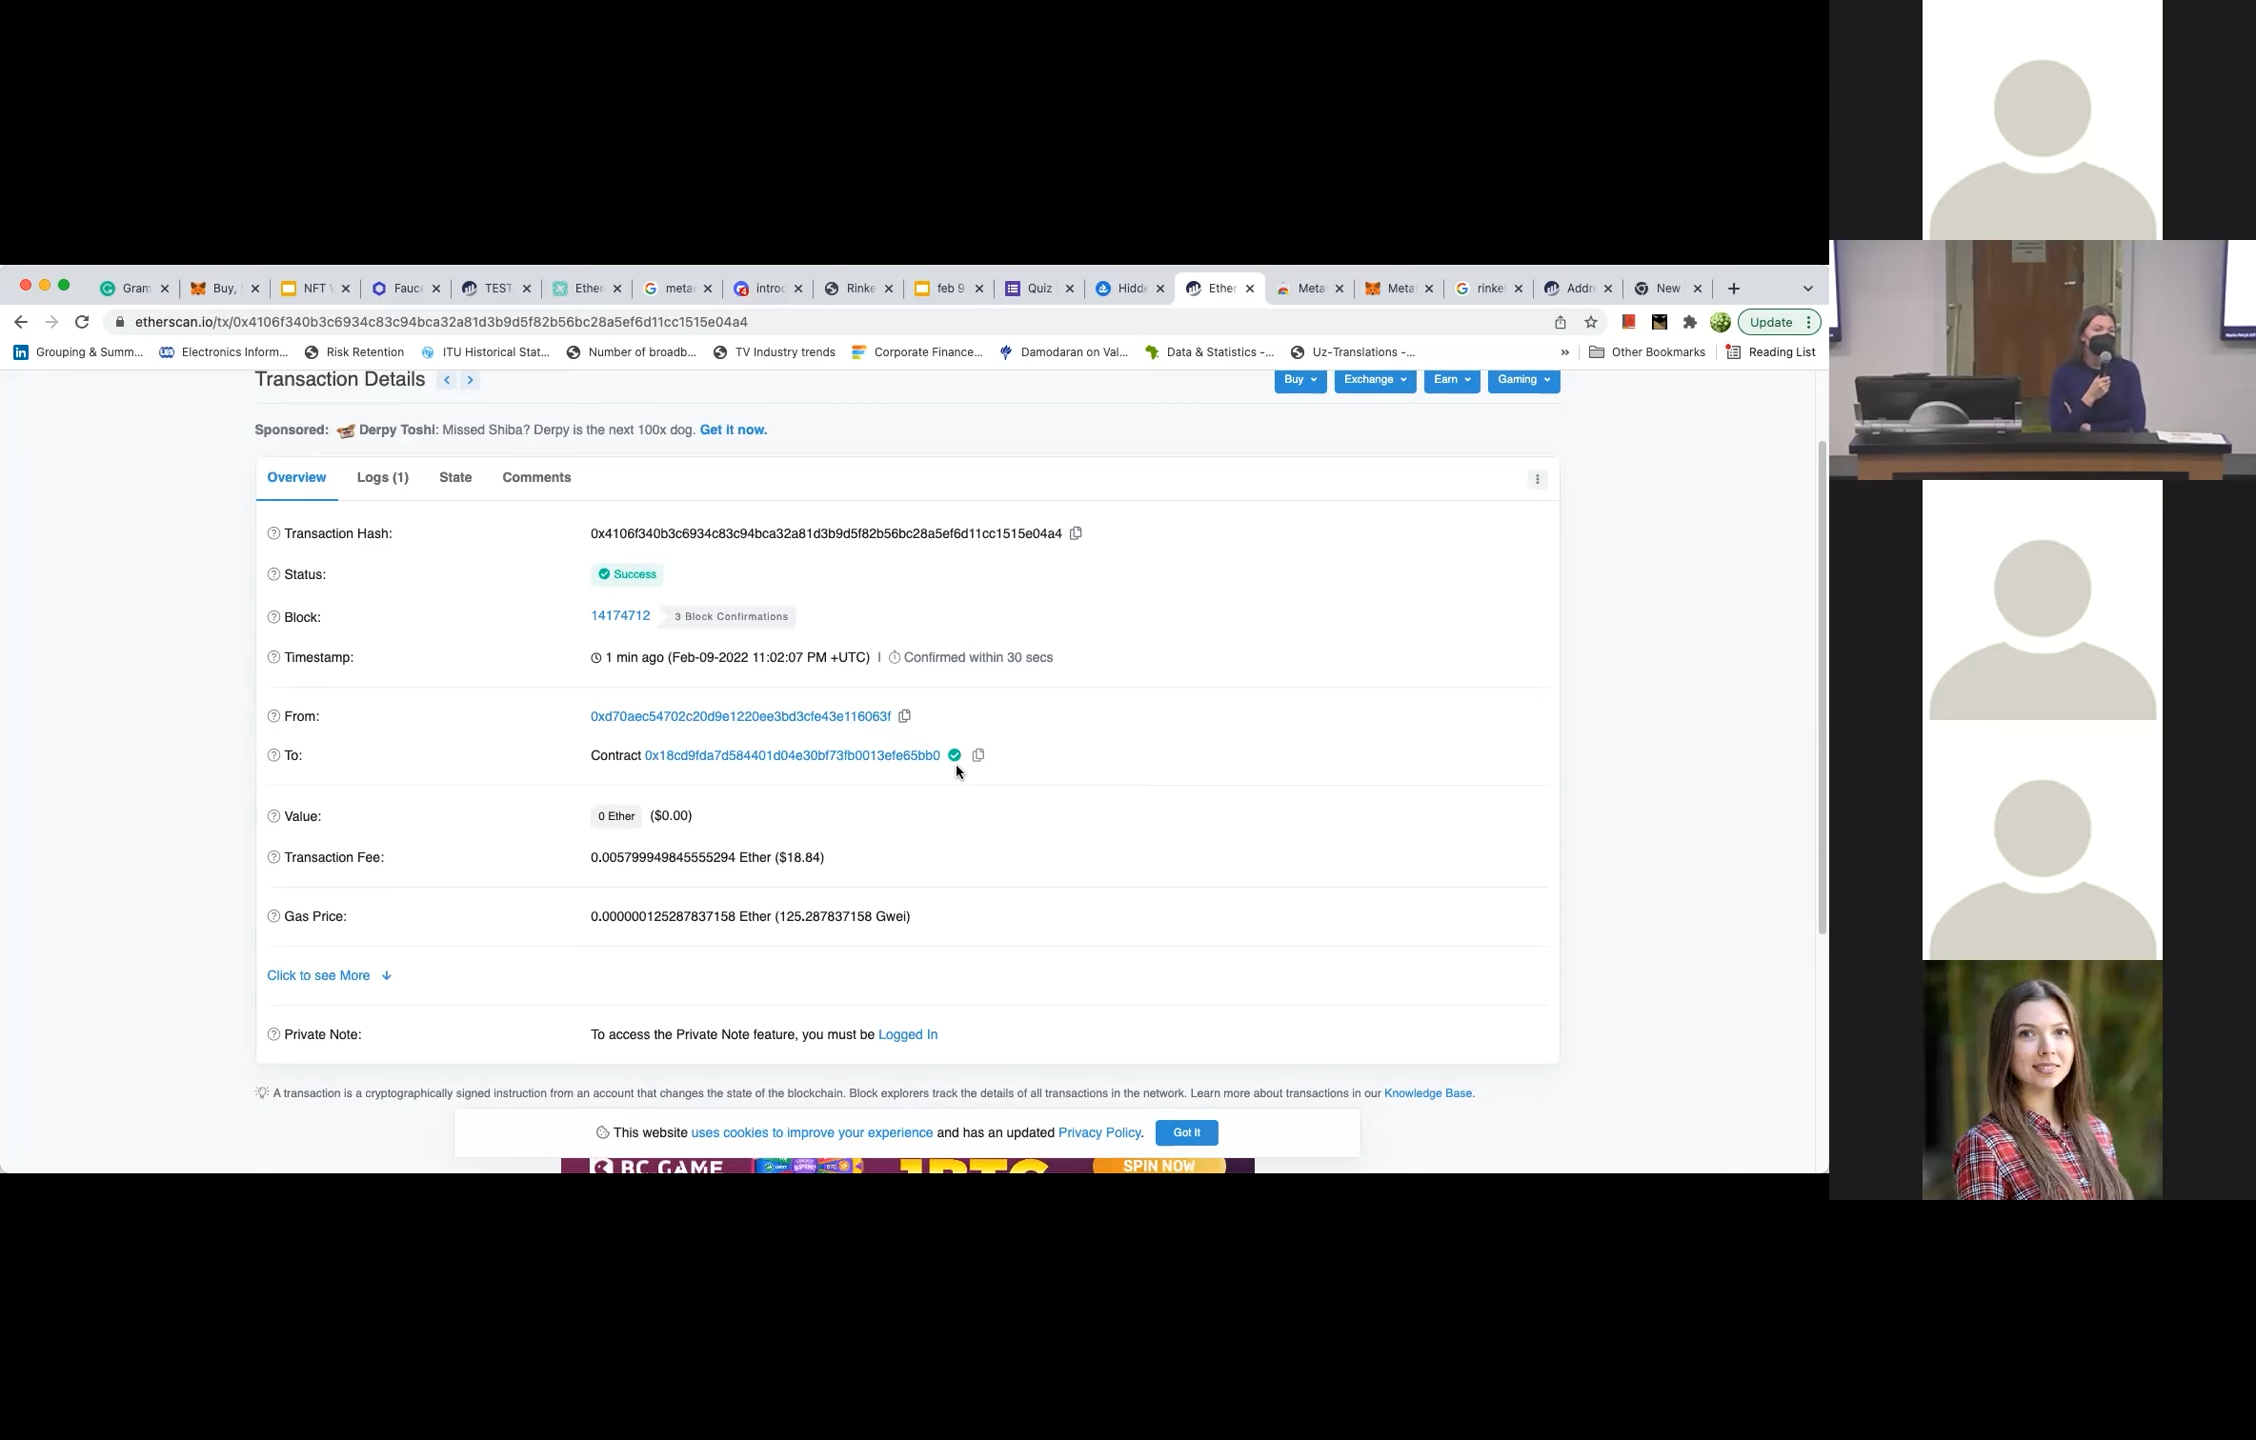 Gram
Buy,
NFT \
Fauc
TEST
Ether
meta
introc
Rinke
feb 9
Quiz
Hidde
Ether
Meta
Meta
rinke
Addr
New
etherscan.io/tx/0x4106f340b3c6934c83c94bca32a81d3b9d5f82b56bc28a5ef6d11cc1515e04a4
Update
Grouping & Summ...
Electronics Inform...
Risk Retention
ITU Historical Stat...
Number of broadb...
TV Industry trends
Corporate Finance...
Damodaran on Val...
Data & Statistics -...
Uz-Translations -...
»
Other Bookmarks
Reading List
Transaction Details
Buy
Exchange
Earn
Gaming
Sponsored: Derpy Toshi: Missed Shiba? Derpy is the next 100x dog. Get it now.
Overview
Logs (1)
State
Comments
Transaction Hash: 0x4106f340b3c6934c83c94bca32a81d3b9d5f82b56bc28a5ef6d11cc1515e04a4
Status: Success
Block: 14174712 3 Block Confirmations
Timestamp: 1 min ago (Feb-09-2022 11:02:07 PM +UTC) | Confirmed within 30 secs
From: 0xd70aec54702c20d9e1220ee3bd3cfe43e116063f
To: Contract 0x18cd9fda7d584401d04e30bf73fb0013efe65bb0
Value: 0 Ether ($0.00)
Transaction Fee: 0.005799949845555294 Ether ($18.84)
Gas Price: 0.000000125287837158 Ether (125.287837158 Gwei)
Click to see More
Private Note: To access the Private Note feature, you must be Logged In
A transaction is a cryptographically signed instruction from an account that changes the state of the blockchain. Block explorers track the details of all transactions in the network. Learn more about transactions in our Knowledge Base.
This website uses cookies to improve your experience and has an updated Privacy Policy. Got It
BC.GAME
1BTC
SPIN NOW